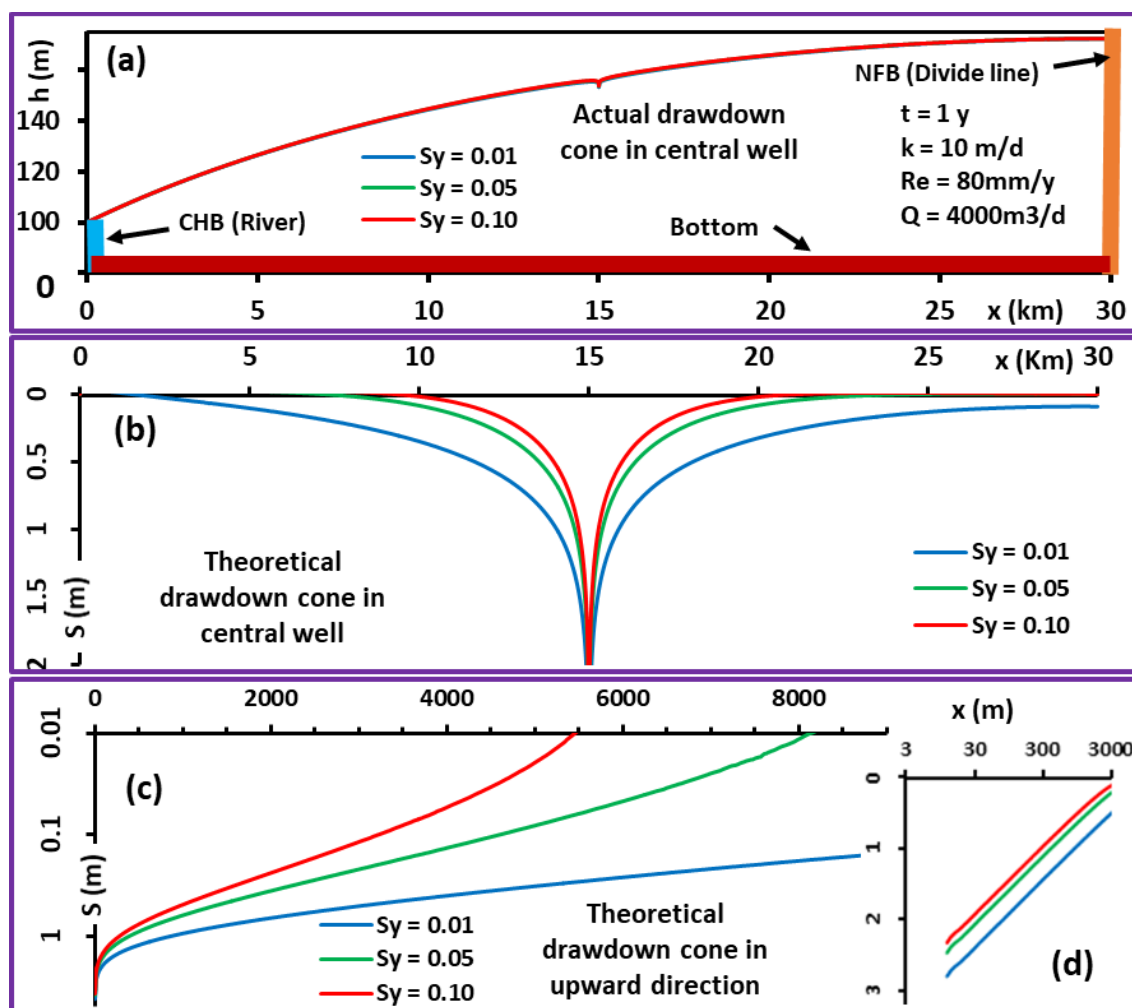 (a)
h (m)
140
120
100
0
NFB (Divide line)
t = 1 y
k = 10 m/d
Re = 80mm/y
Q = 4000m3/d
Actual drawdown
cone in central well
Sy = 0.01
Sy = 0.05
Sy = 0.10
CHB (River)
Bottom
0 5 10 15 20 25 x (km) 30
0 5 10 15 20 25 x (Km) 30
(b)
0
0.5
1
1.5
2
S (m)
Theoretical
drawdown cone in
central well
Sy = 0.01
Sy = 0.05
Sy = 0.10
0 2000 4000 6000 8000
x (m)
0.01
0.1
1
S (m)
(c)
Sy = 0.01
Sy = 0.05
Sy = 0.10
Theoretical
drawdown cone in
upward direction
3 30 300 3000
0
1
2
3
(d)